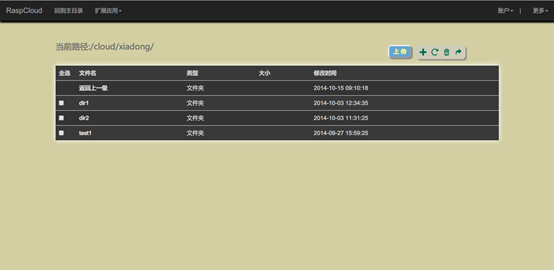 RaspCloud 回到主目录 扩展应用 账户 | 更多
当前路径:/cloud/xiadong/
上传
全选 文件名 类型 大小 修改时间
返回上一级 文件夹 2014-10-15 09:10:18
dir1 文件夹 2014-10-03 12:34:35
dir2 文件夹 2014-10-03 11:31:25
test1 文件夹 2014-09-27 15:59:25